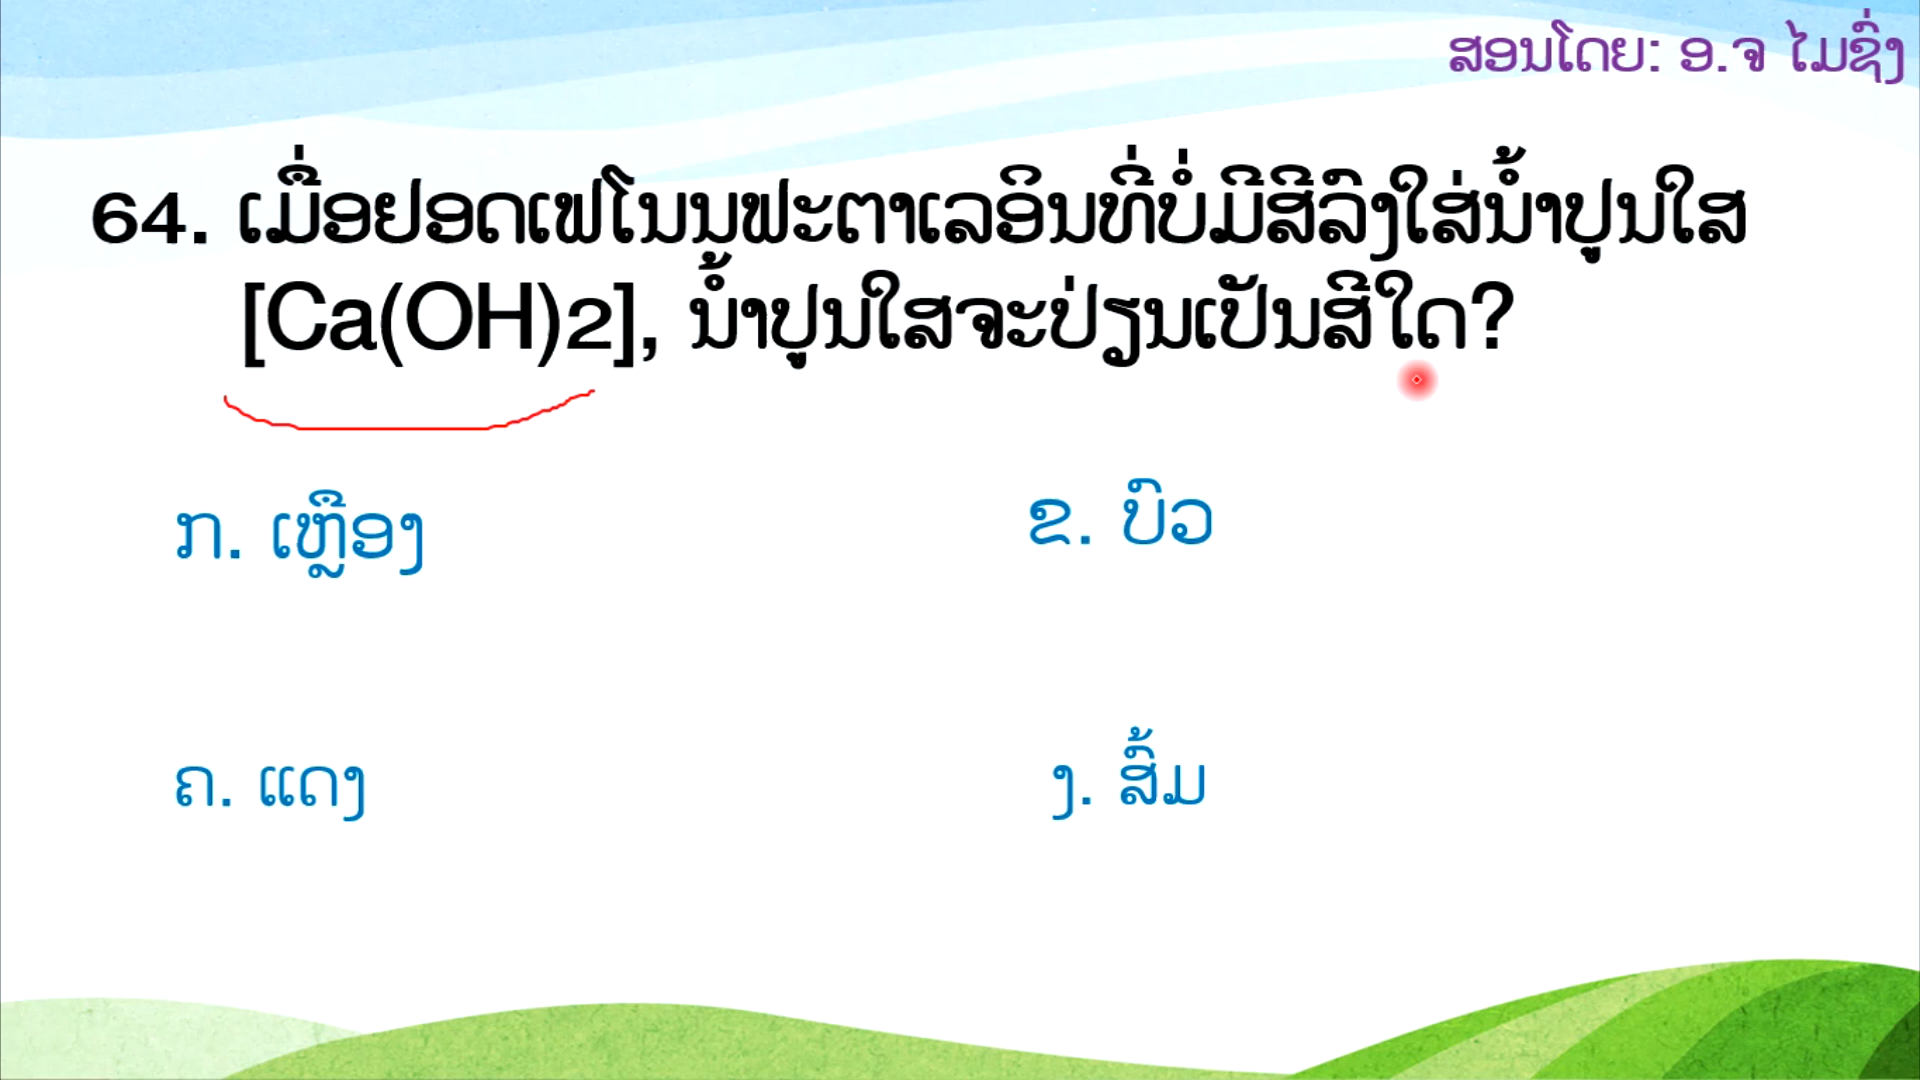 ສອນໂດຍ: ອ.ຈ ໄມຊົ່ງ
64. ເມື່ອຢອດເຟໂນນຸຟະຕາເລອິນທີ່ບໍ່ມີສີລົງໃສ່ນ້ຳປູນໃສ
[Ca(OH)2], ນ້ຳປູນໃສຈະປ່ຽນເປັນສີໃດ?
ກ. ເຫຼືອງ
ຂ. ບົວ
ຄ. ແດງ
ງ. ສົ້ມ